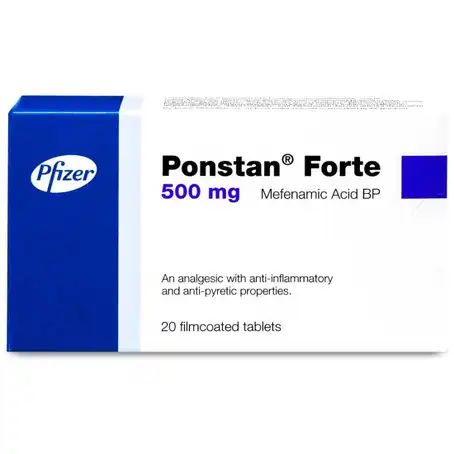 Pfizer
Ponstan® Forte
500 mg Mefenamic Acid BP
An analgesic with anti-inflammatory
and anti-pyretic properties.
20 filmcoated tablets